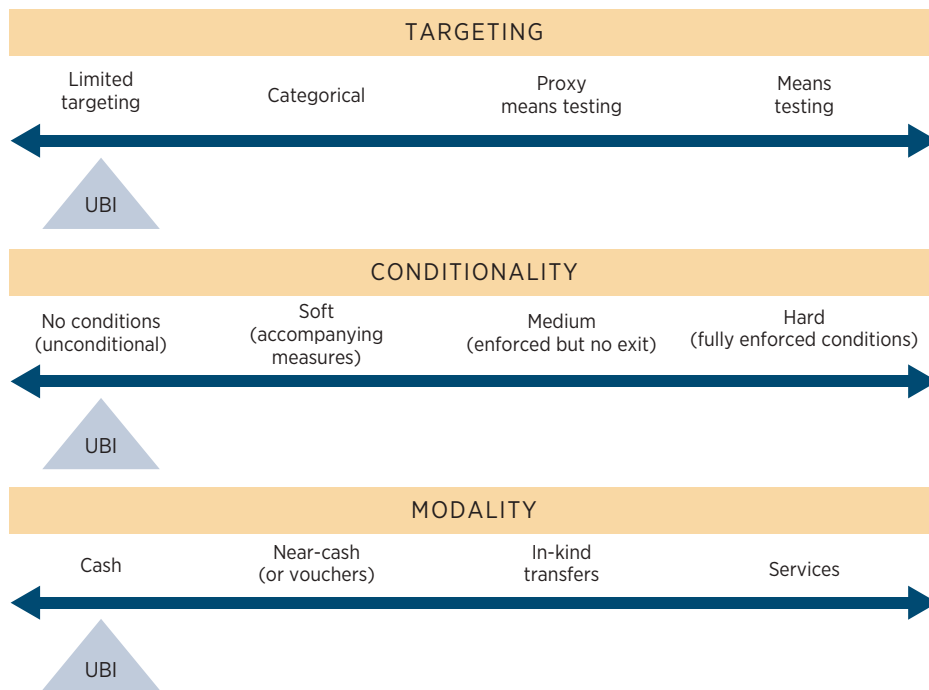 TARGETING
Limited
targeting
Categorical
Proxy
means testing
Means
testing
UBI
CONDITIONALITY
No conditions
(unconditional)
Soft
(accompanying
measures)
Medium
(enforced but no exit)
Hard
(fully enforced conditions)
UBI
MODALITY
Cash
Near-cash
(or vouchers)
In-kind
transfers
Services
UBI